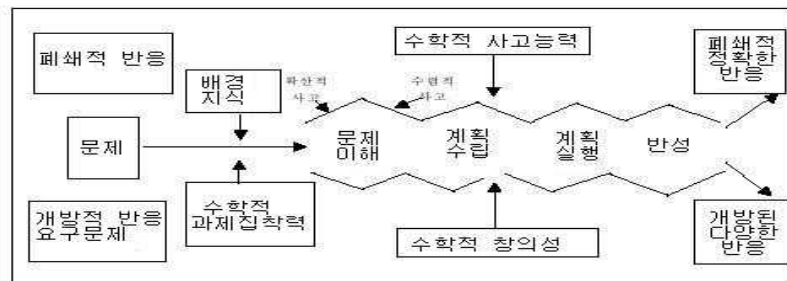 폐쇄적 반응
문제
개방적 반응
요구문제
배경
지식
수학적
과제집착력
확산적
사고
수렴적
사고
수학적 사고능력
문제
이해
계획
수립
계획
실행
반성
수학적 창의성
폐쇄적
정확한
반응
개방된
다양한
반응